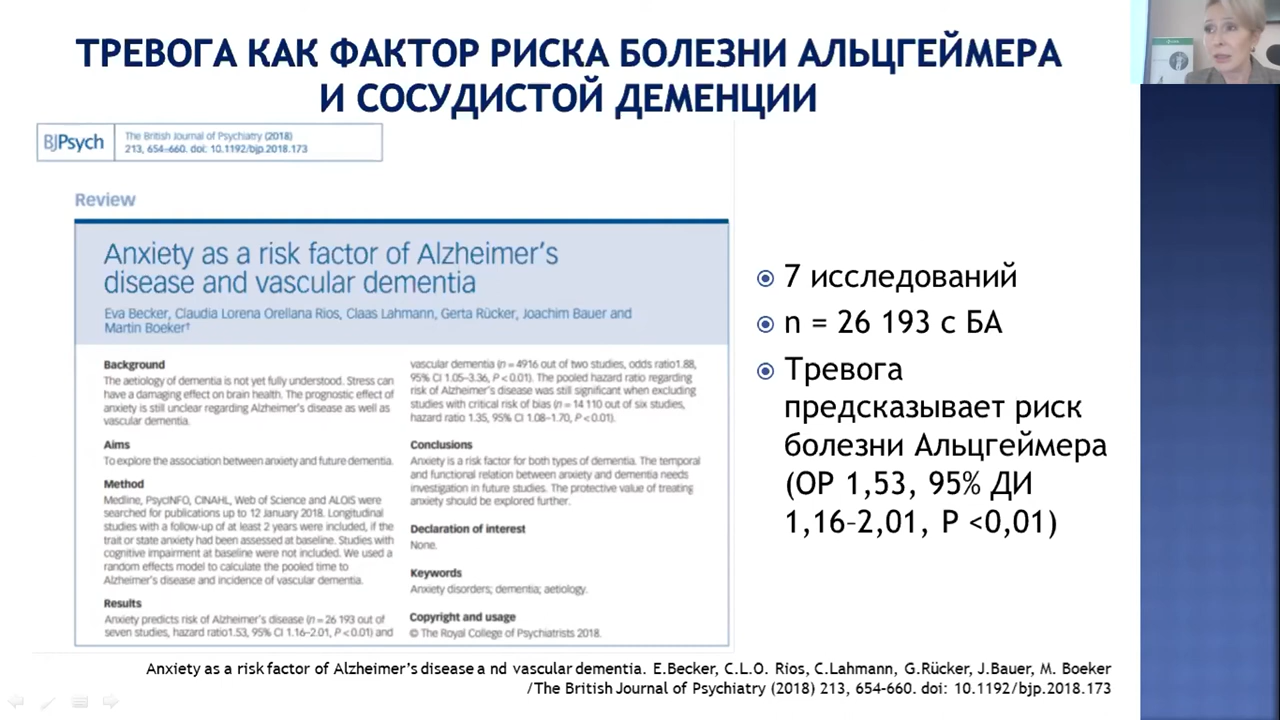 ТРЕВОГА КАК ФАКТОР РИСКА БОЛЕЗНИ АЛЬЦГЕЙМЕРА
И СОСУДИСТОЙ ДЕМЕНЦИИ
BJPsych
The British Journal of Psychiatry (2018)
213, 654–660. doi: 10.1192/bjp.2018.173
Review
Anxiety as a risk factor of Alzheimer's
disease and vascular dementia
Eva Becker, Claudia Lorena Orellana Rios, Claas Lahmann, Gerta Rücker, Joachim Bauer and
Martin Boeker†
Background
The aetiology of dementia is not yet fully understood. Stress can
have a damaging effect on brain health. The prognostic effect of
anxiety is still unclear regarding Alzheimer's disease as well as
vascular dementia.
Aims
To explore the association between anxiety and future dementia.
Method
Medline, PsycINFO, CINAHL, Web of Science and ALOIS were
searched for publications up to 12 January 2018. Longitudinal
studies with a follow-up of at least 2 years were included, if the
trait or state anxiety had been assessed at baseline. Studies with
cognitive impairment at baseline were not included. We used a
random effects model to calculate the pooled time to
Alzheimer's disease and incidence of vascular dementia.
Results
Anxiety predicts risk of Alzheimer's disease (n = 26 193 out of
seven studies, hazard ratio1.53, 95% CI 1.16–2.01, P < 0.01) and
vascular dementia (n = 4916 out of two studies, odds ratio1.88,
95% CI 1.05–3.36, P < 0.01). The pooled hazard ratio regarding
risk of Alzheimer's disease was still significant when excluding
studies with critical risk of bias (n = 14 110 out of six studies,
hazard ratio 1.35, 95% CI 1.08–1.70, P < 0.01).
Conclusions
Anxiety is a risk factor for both types of dementia. The temporal
and functional relation between anxiety and dementia needs
investigation in future studies. The protective value of treating
anxiety should be explored further.
Declaration of interest
None.
Keywords
Anxiety disorders; dementia; aetiology.
Copyright and usage
© The Royal College of Psychiatrists 2018.
7 исследований
n = 26 193 с БА
Тревога
предсказывает риск
болезни Альцгеймера
(ОР 1,53, 95% ДИ
1,16–2,01, P <0,01)
Anxiety as a risk factor of Alzheimer's disease a nd vascular dementia. E.Becker, C.L.O. Rios, C.Lahmann, G.Rücker, J.Bauer, M. Boeker
/The British Journal of Psychiatry (2018) 213, 654–660. doi: 10.1192/bjp.2018.173